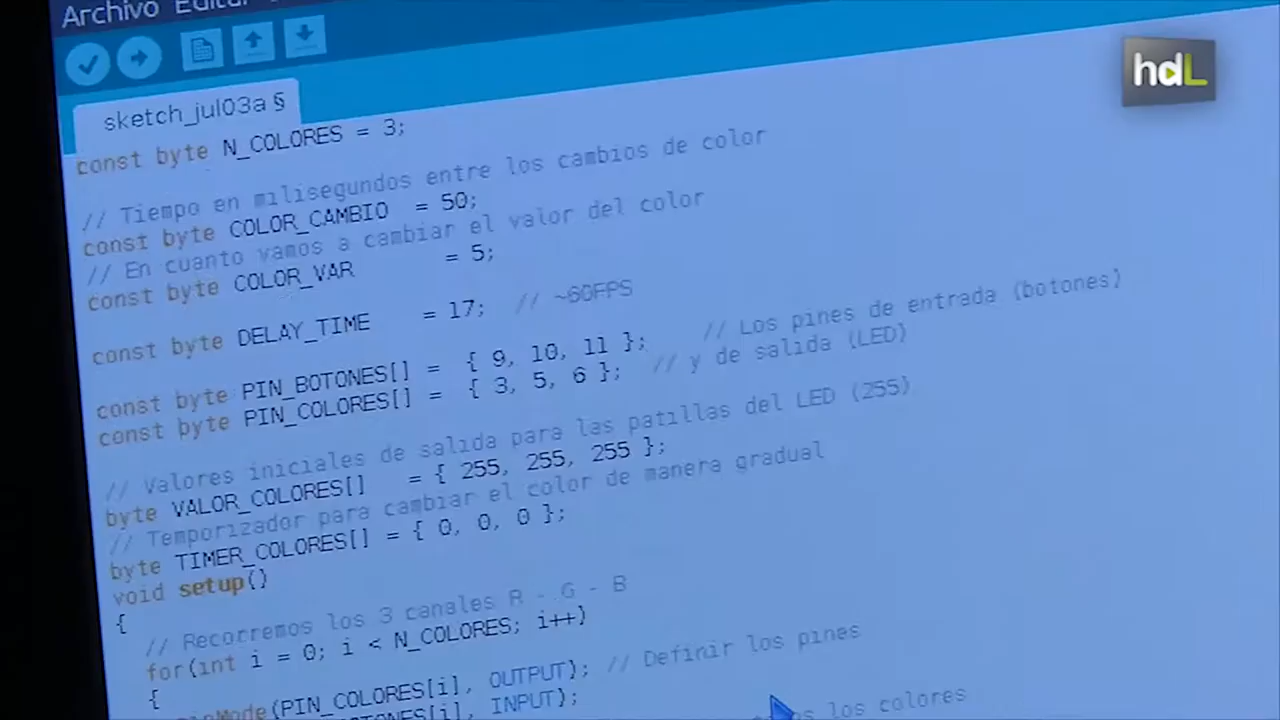 Archivo Editar
hdL
sketch_jul03a §
const byte N_COLORES = 3;
// Tiempo en milisegundos entre los cambios de color
const byte COLOR_CAMBIO = 50;
// En cuanto vamos a cambiar el valor del color
const byte COLOR_VAR = 5;
const byte DELAY_TIME = 17; // ~60FPS
const byte PIN_BOTONES[] = { 9, 10, 11 }; // Los pines de entrada (botones)
const byte PIN_COLORES[] = { 3, 5, 6 }; // y de salida (LED)
// Valores iniciales de salida para las patillas del LED (255)
byte VALOR_COLORES[] = { 255, 255, 255 };
// Temporizador para cambiar el color de manera gradual
byte TIMER_COLORES[] = { 0, 0, 0 };
void setup()
{
// Recorremos los 3 canales R - G - B
for(int i = 0; i < N_COLORES; i++)
{
pinMode(PIN_COLORES[i], OUTPUT); // Definir los pines
BOTONES[i], INPUT);
los colores